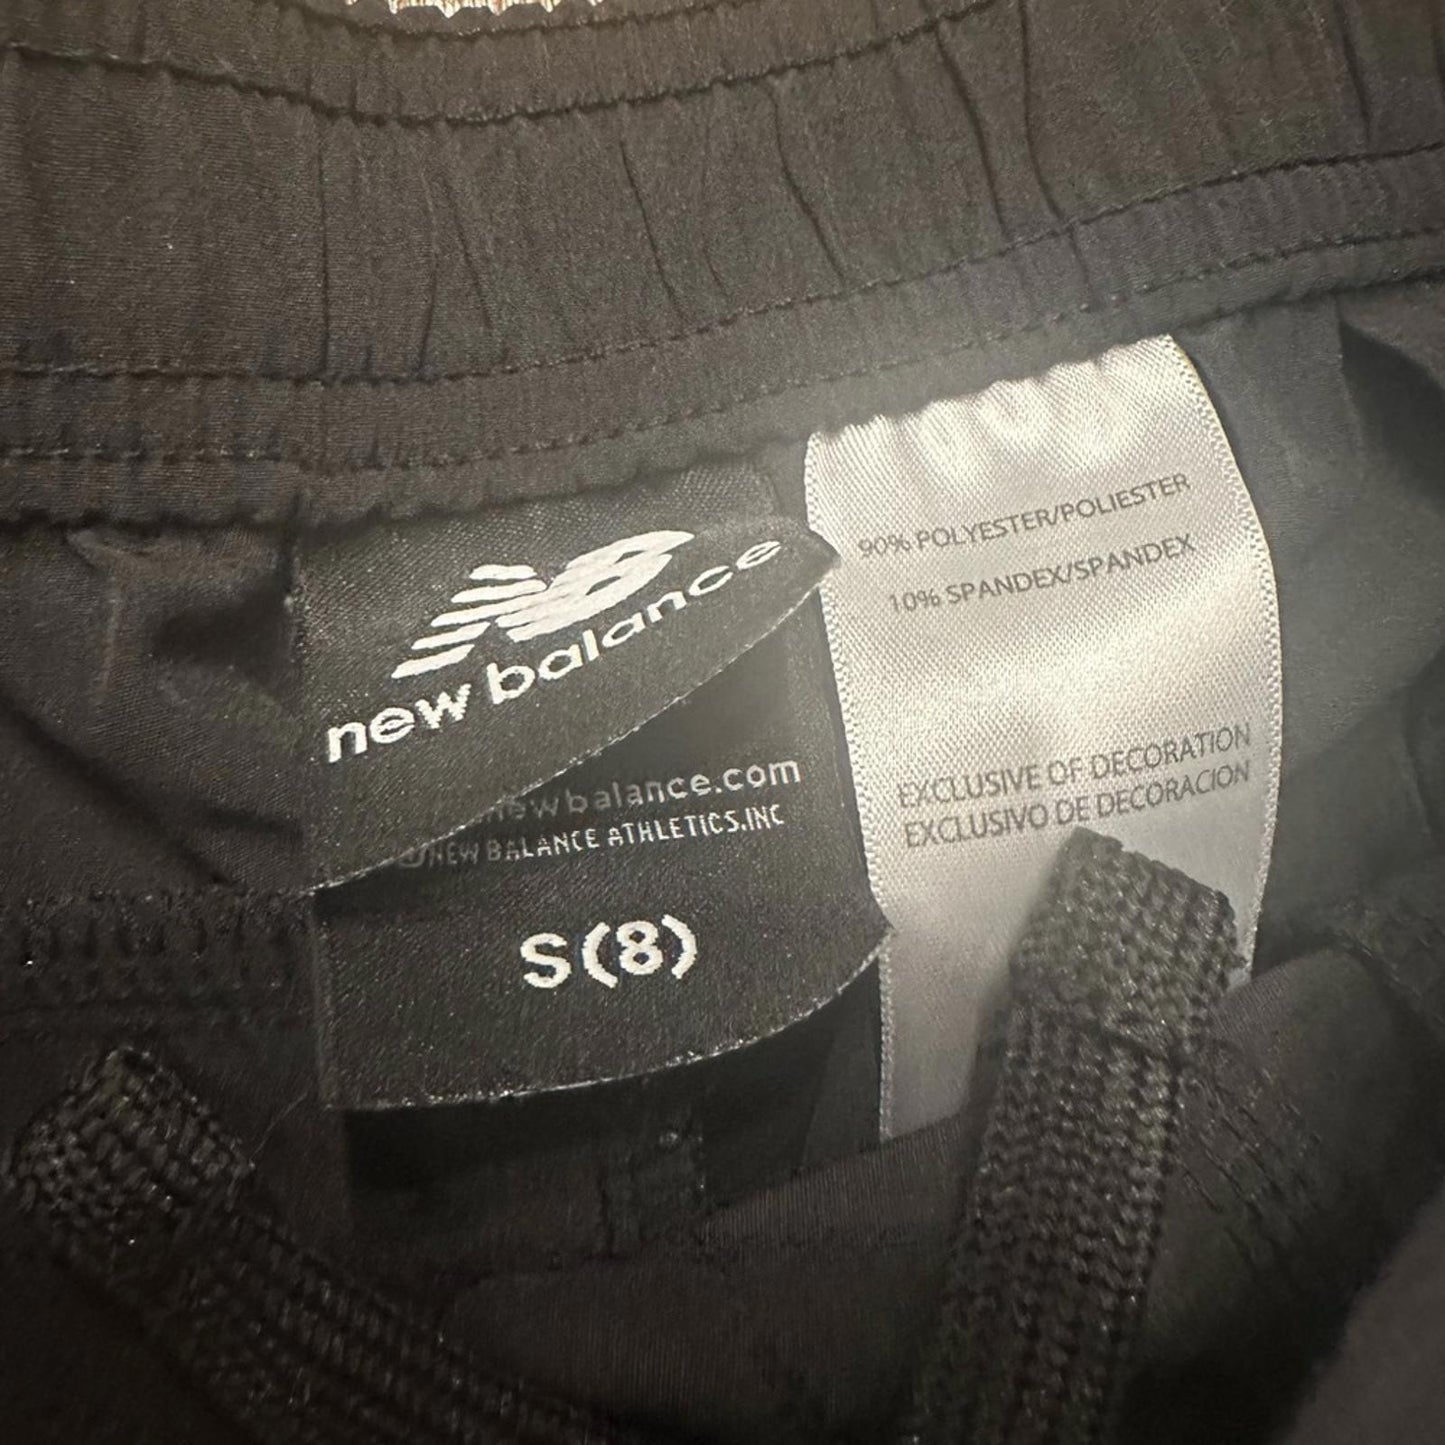 NB
new balance
newbalance.com
NEW BALANCE ATHLETICS.INC
S(8)
90% POLYESTER/POLIESTER
10% SPANDEX/SPANDEX
EXCLUSIVE OF DECORATION
EXCLUSIVO DE DECORACION